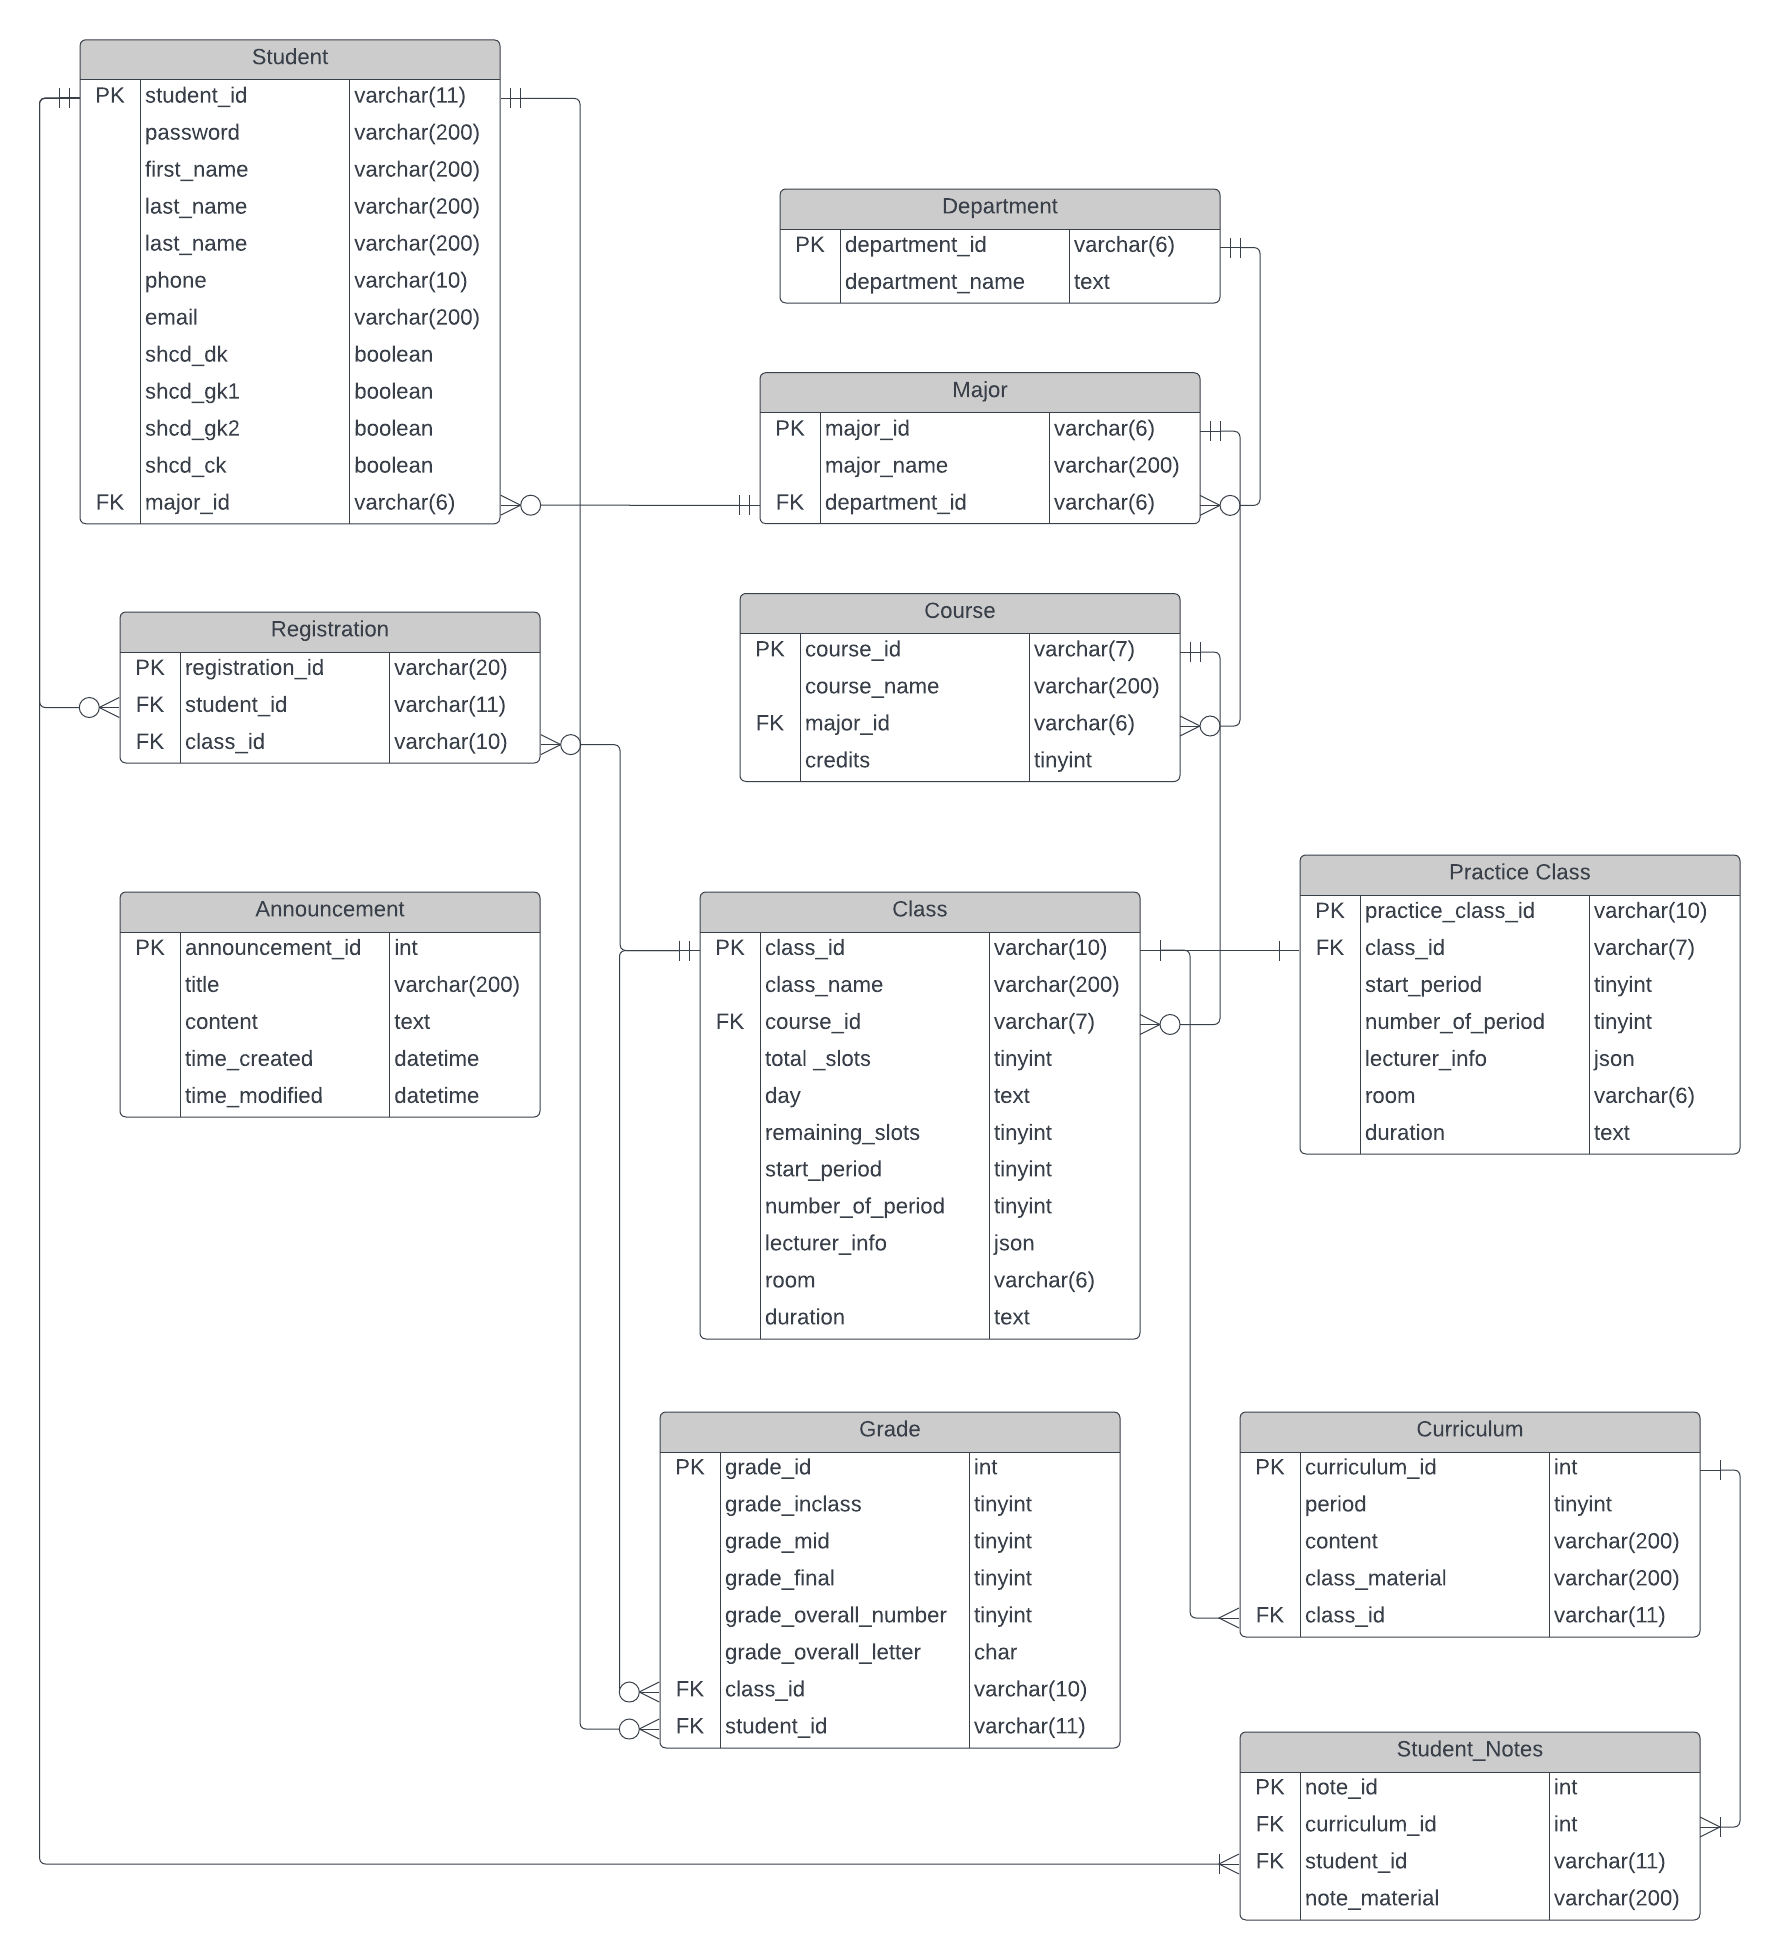 Student
PK student_id varchar(11)
password varchar(200)
first_name varchar(200)
last_name varchar(200)
last_name varchar(200)
phone varchar(10)
email varchar(200)
shcd_dk boolean
shcd_gk1 boolean
shcd_gk2 boolean
shcd_ck boolean
FK major_id varchar(6)
Department
PK department_id varchar(6)
department_name text
Major
PK major_id varchar(6)
major_name varchar(200)
FK department_id varchar(6)
Registration
PK registration_id varchar(20)
FK student_id varchar(11)
FK class_id varchar(10)
Course
PK course_id varchar(7)
course_name varchar(200)
FK major_id varchar(6)
credits tinyint
Announcement
PK announcement_id int
title varchar(200)
content text
time_created datetime
time_modified datetime
Class
PK class_id varchar(10)
class_name varchar(200)
FK course_id varchar(7)
total _slots tinyint
day text
remaining_slots tinyint
start_period tinyint
number_of_period tinyint
lecturer_info json
room varchar(6)
duration text
Practice Class
PK practice_class_id varchar(10)
FK class_id varchar(7)
start_period tinyint
number_of_period tinyint
lecturer_info json
room varchar(6)
duration text
Grade
PK grade_id int
grade_inclass tinyint
grade_mid tinyint
grade_final tinyint
grade_overall_number tinyint
grade_overall_letter char
FK class_id varchar(10)
FK student_id varchar(11)
Curriculum
PK curriculum_id int
period tinyint
content varchar(200)
class_material varchar(200)
FK class_id varchar(11)
Student_Notes
PK note_id int
FK curriculum_id int
FK student_id varchar(11)
note_material varchar(200)